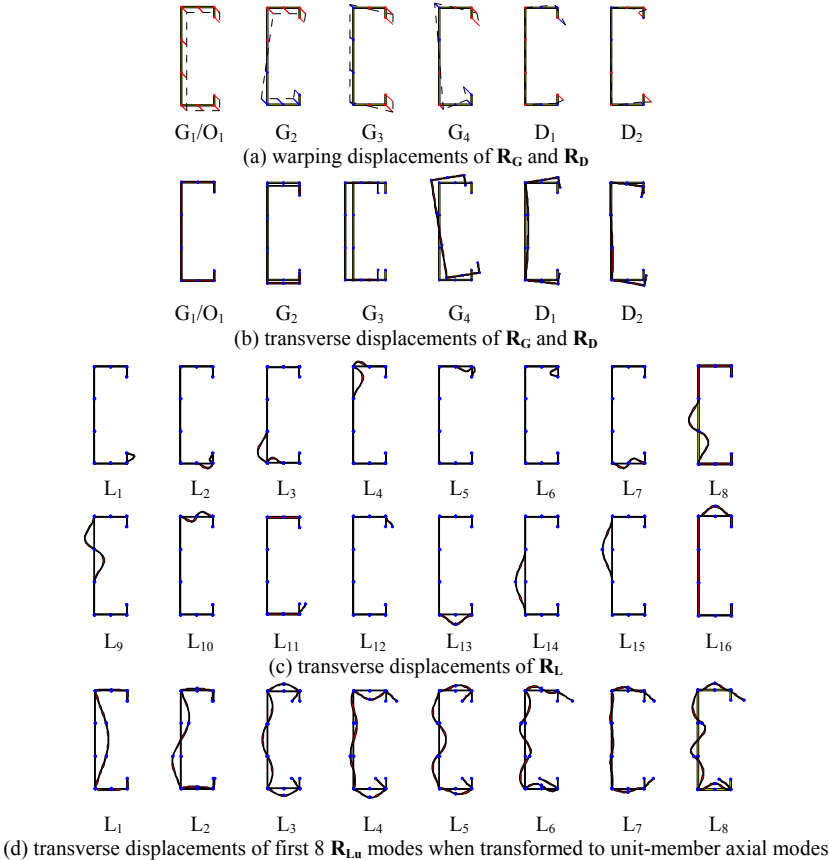 G1/O1 G2 G3 G4 D1 D2
(a) warping displacements of RG and RD
G1/O1 G2 G3 G4 D1 D2
(b) transverse displacements of RG and RD
L1 L2 L3 L4 L5 L6 L7 L8
L9 L10 L11 L12 L13 L14 L15 L16
(c) transverse displacements of RL
L1 L2 L3 L4 L5 L6 L7 L8
(d) transverse displacements of first 8 RLu modes when transformed to unit-member axial modes